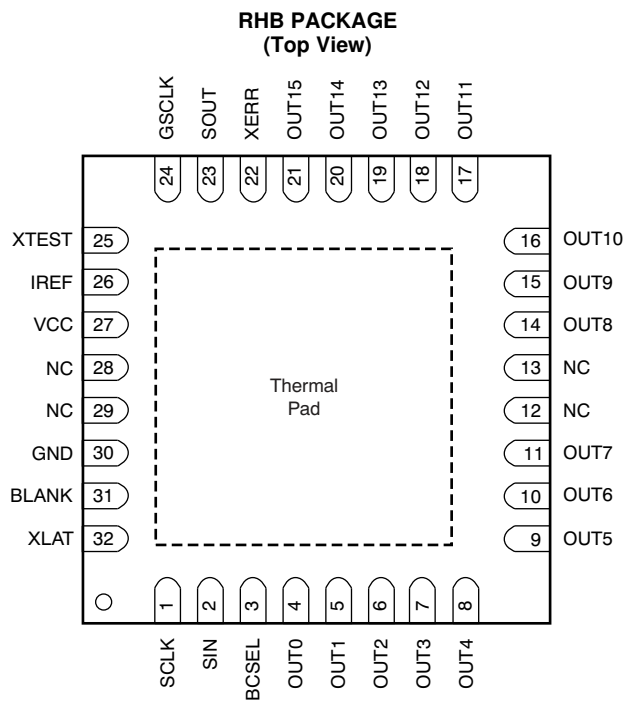 RHB PACKAGE
(Top View)
GSCLK
SOUT
XERR
OUT15
OUT14
OUT13
OUT12
OUT11
24
23
22
21
20
19
18
17
XTEST 25
IREF 26
VCC 27
NC 28
NC 29
GND 30
BLANK 31
XLAT 32
Thermal
Pad
16 OUT10
15 OUT9
14 OUT8
13 NC
12 NC
11 OUT7
10 OUT6
9 OUT5
1
2
3
4
5
6
7
8
SCLK
SIN
BCSEL
OUT0
OUT1
OUT2
OUT3
OUT4